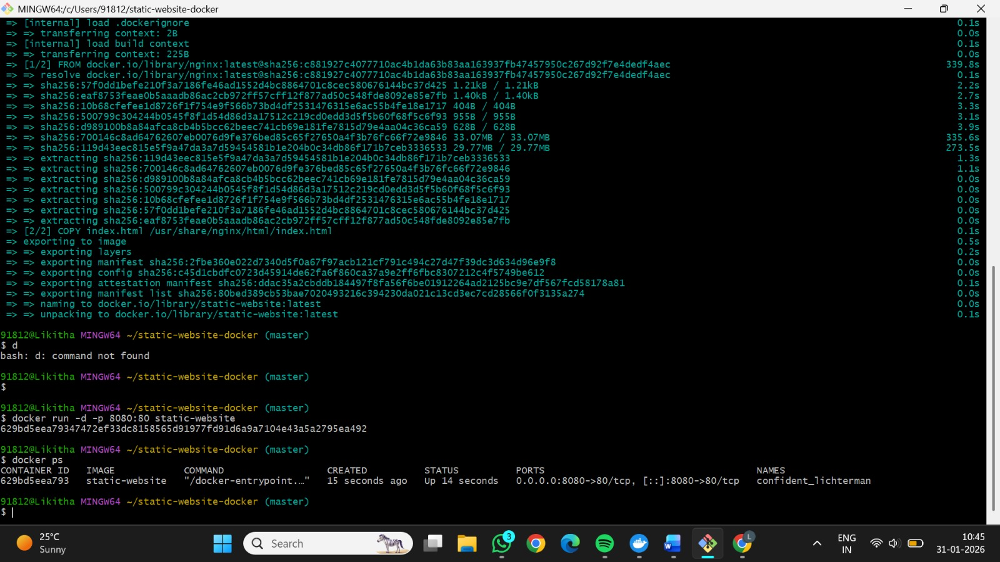 MINGW64:/c/Users/91812/static-website-docker
=> [internal] load .dockerignore 0.1s
=> => transferring context: 2B 0.0s
=> [internal] load build context 0.1s
=> => transferring context: 225B 0.0s
=> [1/2] FROM docker.io/library/nginx:latest@sha256:c881927c4077710ac4b1da63b83aa163937fb47457950c267d92f7e4dedf4aec 339.8s
=> => resolve docker.io/library/nginx:latest@sha256:c881927c4077710ac4b1da63b83aa163937fb47457950c267d92f7e4dedf4aec 0.1s
=> => sha256:57f0dd1befe210f3a7186fe46ad1552d4bc8864701c8cec580676144bc37d425 1.21kB / 1.21kB 2.2s
=> => sha256:eaf8753feae0b5aaadb86ac2cb972ff57cff12f877ad50c548fde8092e85e7fb 1.40kB / 1.40kB 2.7s
=> => sha256:10b68cfefee1d8726f1f754e9f566b73bd4df2531476315e6ac55b4fe18e1717 404B / 404B 3.3s
=> => sha256:500799c304244b0545f8f1d54d86d3a17512c219cd0edd3d5f5b60f68f5c6f93 955B / 955B 3.1s
=> => sha256:d989100b8a84afca8cb4b5bcc62beec741cb69e181fe7815d79e4aa04c36ca59 628B / 628B 3.9s
=> => sha256:700146c8ad64762607eb0076d9fe376bed85c65f27650a4f3b76fc66f72e9846 33.07MB / 33.07MB 335.6s
=> => sha256:119d43eec815e5f9a47da3a7d59454581b1e204b0c34db86f171b7ceb3336533 29.77MB / 29.77MB 273.5s
=> => extracting sha256:119d43eec815e5f9a47da3a7d59454581b1e204b0c34db86f171b7ceb3336533 1.3s
=> => extracting sha256:700146c8ad64762607eb0076d9fe376bed85c65f27650a4f3b76fc66f72e9846 1.1s
=> => extracting sha256:d989100b8a84afca8cb4b5bcc62beec741cb69e181fe7815d79e4aa04c36ca59 0.0s
=> => extracting sha256:500799c304244b0545f8f1d54d86d3a17512c219cd0edd3d5f5b60f68f5c6f93 0.0s
=> => extracting sha256:10b68cfefee1d8726f1f754e9f566b73bd4df2531476315e6ac55b4fe18e1717 0.0s
=> => extracting sha256:57f0dd1befe210f3a7186fe46ad1552d4bc8864701c8cec580676144bc37d425 0.0s
=> => extracting sha256:eaf8753feae0b5aaadb86ac2cb972ff57cff12f877ad50c548fde8092e85e7fb 0.0s
=> [2/2] COPY index.html /usr/share/nginx/html/index.html 0.1s
=> exporting to image 0.5s
=> => exporting layers 0.2s
=> => exporting manifest sha256:2fbe360e022d7340d5f0a67f97acb121cf791c494c27d47f39dc3d634d96e9f8 0.0s
=> => exporting config sha256:c45d1cbdfc0723d45914de62fa6f860ca37a9e2ff6fbc8307212c4f5749be612 0.0s
=> => exporting attestation manifest sha256:ddac35a2cbddb184497f8fa56f6be01912264ad2125bc9e7df567fcd58178a81 0.1s
=> => exporting manifest list sha256:80bed389cb53bae7020493216c394230da021c13cd3ec7cd28566f0f3135a274 0.0s
=> => naming to docker.io/library/static-website:latest 0.0s
=> => unpacking to docker.io/library/static-website:latest 0.1s
91812@Likitha MINGW64 ~/static-website-docker (master)
$ d
bash: d: command not found
91812@Likitha MINGW64 ~/static-website-docker (master)
$
91812@Likitha MINGW64 ~/static-website-docker (master)
$ docker run -d -p 8080:80 static-website
629bd5eea79347472ef33dc8158565d91977fd91d6a9a7104e43a5a2795ea492
91812@Likitha MINGW64 ~/static-website-docker (master)
$ docker ps
CONTAINER ID IMAGE COMMAND CREATED STATUS PORTS NAMES
629bd5eea793 static-website "/docker-entrypoint.…" 15 seconds ago Up 14 seconds 0.0.0.0:8080->80/tcp, [::]:8080->80/tcp confident_lichterman
91812@Likitha MINGW64 ~/static-website-docker (master)
$
25°C
Sunny
Search
3
W
L
ENG
IN
10:45
31-01-2026